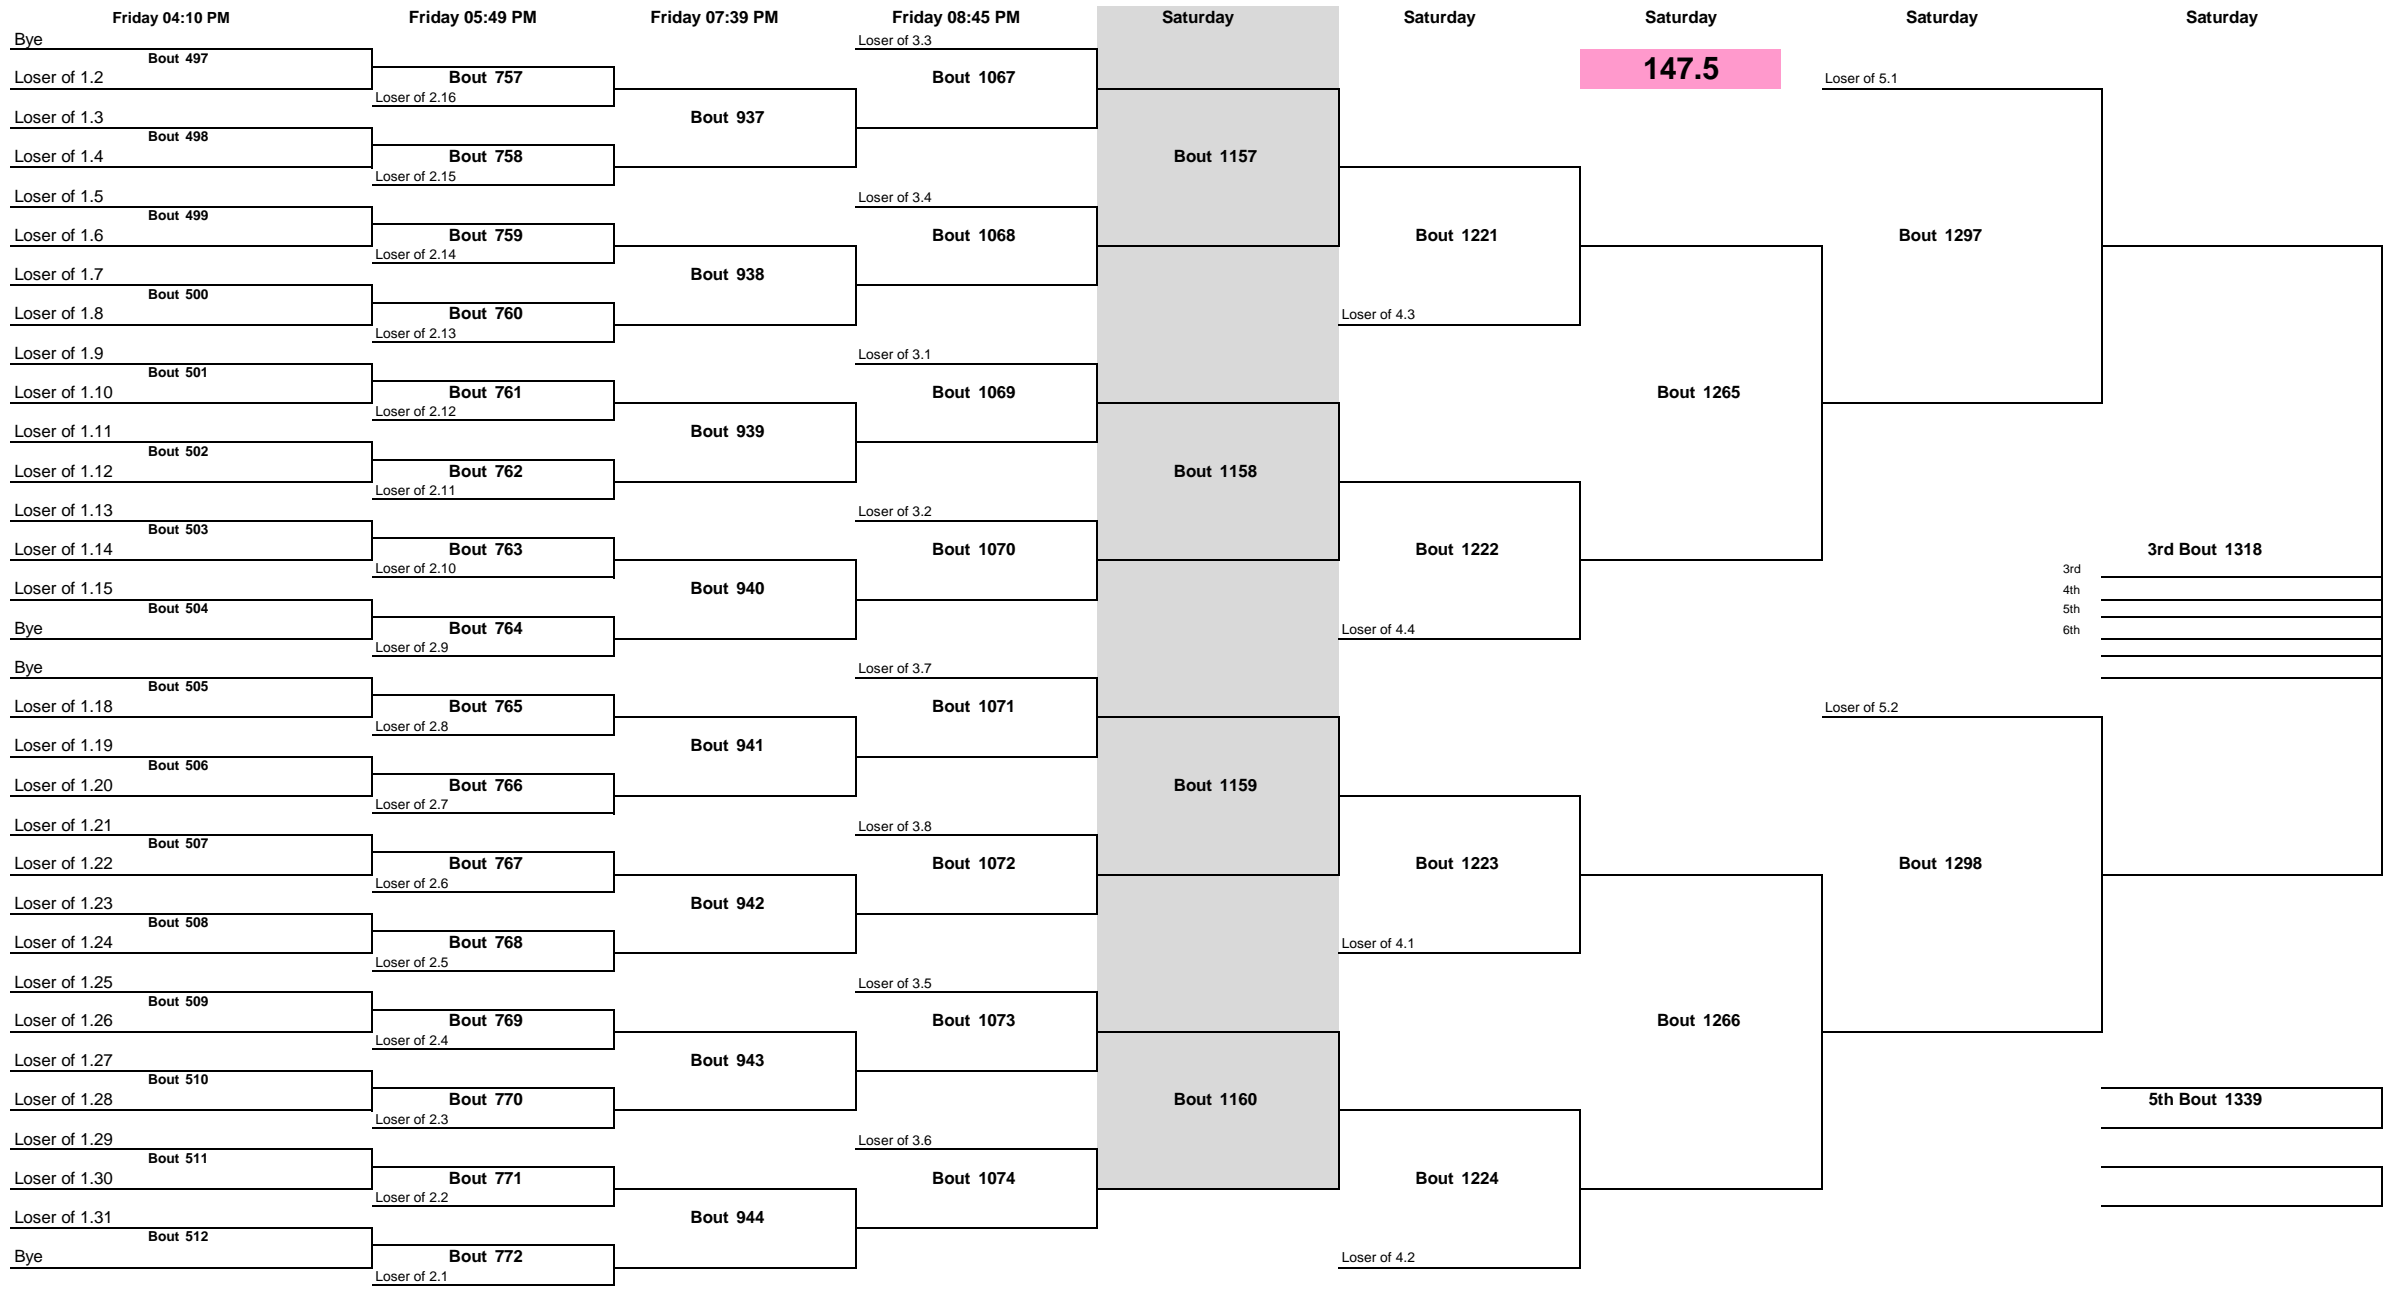 Friday 04:10 PM Friday 05:49 PM Friday 07:39 PM Friday 08:45 PM Saturday Saturday Saturday Saturday Saturday
Bye Loser of 3.3
Bout 497
Loser of 1.2 Bout 757 Bout 1067 147.5 Loser of 5.1
Loser of 2.16
Loser of 1.3 Bout 937
Bout 498
Loser of 1.4 Bout 758 Bout 1157
Loser of 2.15
Loser of 1.5 Loser of 3.4
Bout 499
Loser of 1.6 Bout 759 Bout 1068 Bout 1221 Bout 1297
Loser of 2.14
Loser of 1.7 Bout 938
Bout 500
Loser of 1.8 Bout 760 Loser of 4.3
Loser of 2.13
Loser of 1.9 Loser of 3.1
Bout 501
Loser of 1.10 Bout 761 Bout 1069 Bout 1265
Loser of 2.12
Loser of 1.11 Bout 939
Bout 502
Loser of 1.12 Bout 762 Bout 1158
Loser of 2.11
Loser of 1.13 Loser of 3.2
Bout 503
Loser of 1.14 Bout 763 Bout 1070 Bout 1222 3rd Bout 1318
Loser of 2.10 3rd
Loser of 1.15 Bout 940 4th
Bout 504 5th
Bye Bout 764 Loser of 4.4 6th
Loser of 2.9
Bye Loser of 3.7
Bout 505
Loser of 1.18 Bout 765 Bout 1071 Loser of 5.2
Loser of 2.8
Loser of 1.19 Bout 941
Bout 506
Loser of 1.20 Bout 766 Bout 1159
Loser of 2.7
Loser of 1.21 Loser of 3.8
Bout 507
Loser of 1.22 Bout 767 Bout 1072 Bout 1223 Bout 1298
Loser of 2.6
Loser of 1.23 Bout 942
Bout 508
Loser of 1.24 Bout 768 Loser of 4.1
Loser of 2.5
Loser of 1.25 Loser of 3.5
Bout 509
Loser of 1.26 Bout 769 Bout 1073 Bout 1266
Loser of 2.4
Loser of 1.27 Bout 943
Bout 510
Loser of 1.28 Bout 770 Bout 1160 5th Bout 1339
Loser of 2.3
Loser of 1.29 Loser of 3.6
Bout 511
Loser of 1.30 Bout 771 Bout 1074 Bout 1224
Loser of 2.2
Loser of 1.31 Bout 944
Bout 512
Bye Bout 772 Loser of 4.2
Loser of 2.1